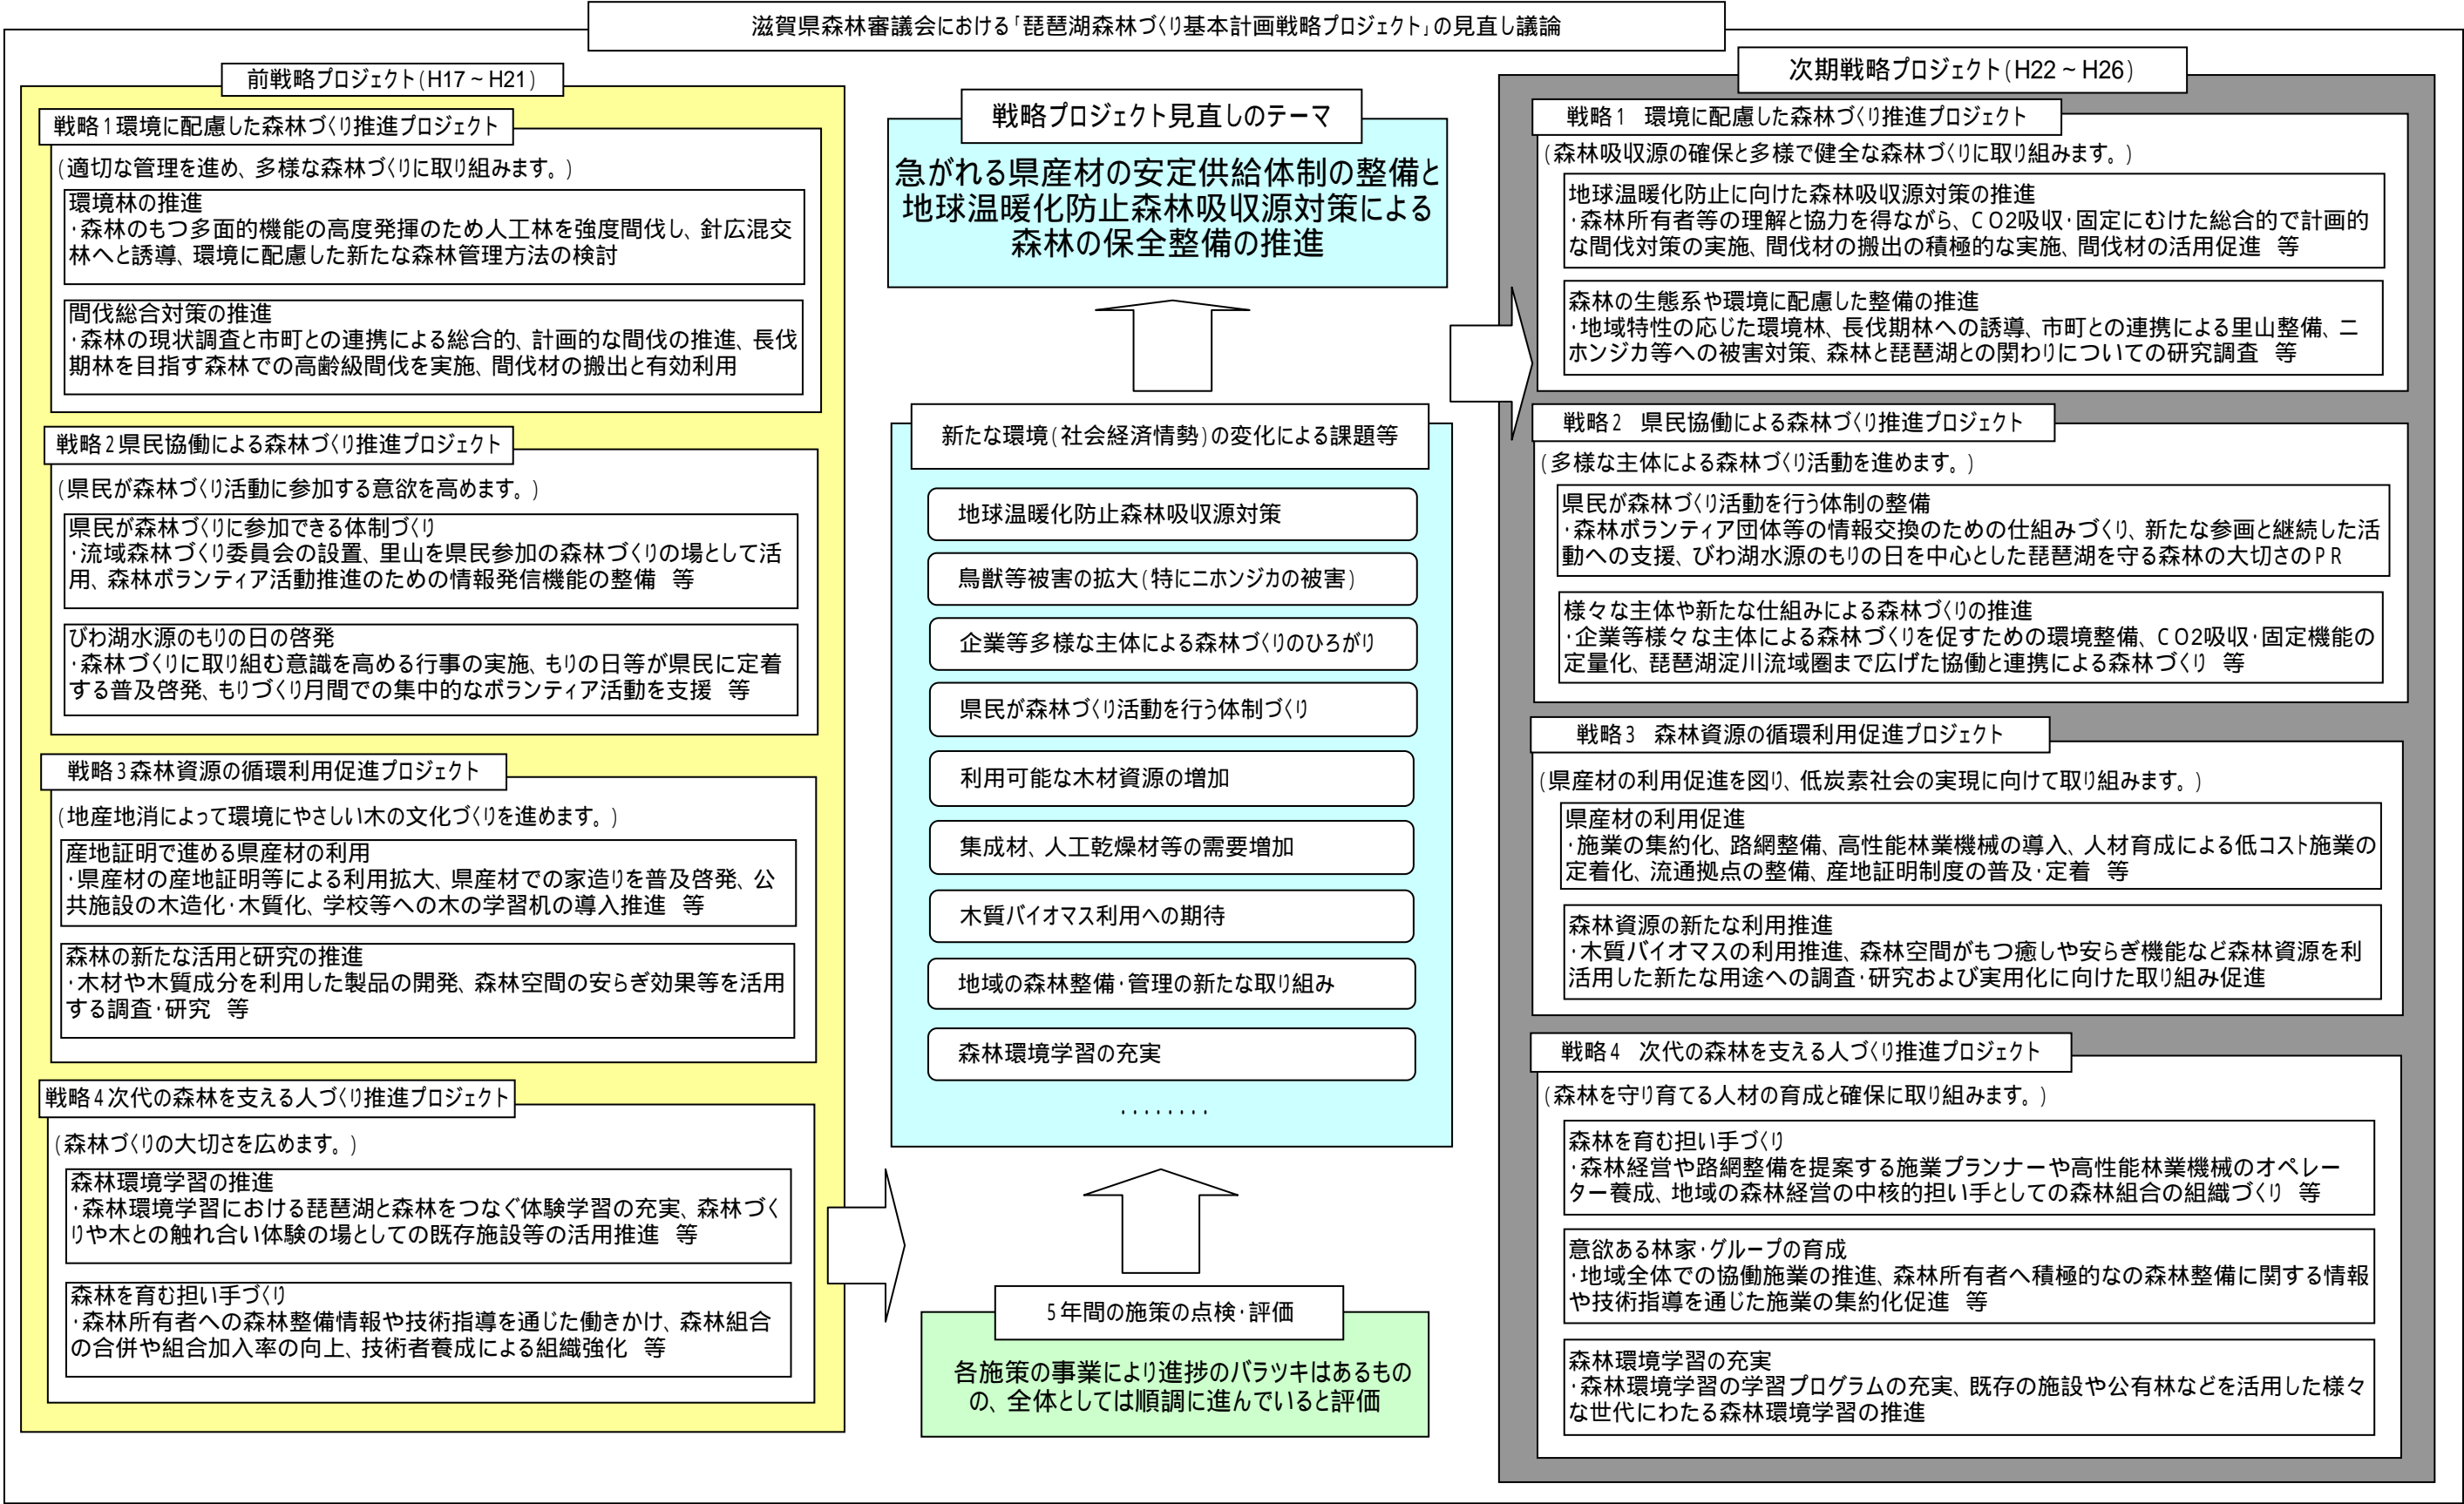 滋賀県森林審議会における「琵琶湖森林づくり基本計画戦略プロジェクト」の見直し議論
前戦略プロジェクト(H17～H21)
戦略1環境に配慮した森林づくり推進プロジェクト
(適切な管理を進め、多様な森林づくりに取り組みます。)
環境林の推進
・森林のもつ多面的機能の高度発揮のため人工林を強度間伐し、針広混交
林へと誘導、環境に配慮した新たな森林管理方法の検討
間伐総合対策の推進
・森林の現状調査と市町との連携による総合的、計画的な間伐の推進、長伐
期林を目指す森林での高齢級間伐を実施、間伐材の搬出と有効利用
戦略2県民協働による森林づくり推進プロジェクト
(県民が森林づくり活動に参加する意欲を高めます。)
県民が森林づくりに参加できる体制づくり
・流域森林づくり委員会の設置、里山を県民参加の森林づくりの場として活
用、森林ボランティア活動推進のための情報発信機能の整備　等
びわ湖水源のもりの日の啓発
・森林づくりに取り組む意識を高める行事の実施、もりの日等が県民に定着
する普及啓発、もりづくり月間での集中的なボランティア活動を支援　等
戦略3森林資源の循環利用促進プロジェクト
(地産地消によって環境にやさしい木の文化づくりを進めます。)
産地証明で進める県産材の利用
・県産材の産地証明等による利用拡大、県産材での家造りを普及啓発、公
共施設の木造化・木質化、学校等への木の学習机の導入推進　等
森林の新たな活用と研究の推進
・木材や木質成分を利用した製品の開発、森林空間の安らぎ効果等を活用
する調査・研究　等
戦略4次代の森林を支える人づくり推進プロジェクト
(森林づくりの大切さを広めます。)
森林環境学習の推進
・森林環境学習における琵琶湖と森林をつなぐ体験学習の充実、森林づく
りや木との触れ合い体験の場としての既存施設等の活用推進　等
森林を育む担い手づくり
・森林所有者への森林整備情報や技術指導を通じた働きかけ、森林組合
の合併や組合加入率の向上、技術者養成による組織強化　等
戦略プロジェクト見直しのテーマ
急がれる県産材の安定供給体制の整備と
地球温暖化防止森林吸収源対策による
森林の保全整備の推進
新たな環境(社会経済情勢)の変化による課題等
地球温暖化防止森林吸収源対策
鳥獣等被害の拡大(特にニホンジカの被害)
企業等多様な主体による森林づくりのひろがり
県民が森林づくり活動を行う体制づくり
利用可能な木材資源の増加
集成材、人工乾燥材等の需要増加
木質バイオマス利用への期待
地域の森林整備・管理の新たな取り組み
森林環境学習の充実
・・・・・・・・
5年間の施策の点検・評価
各施策の事業により進捗のバラツキはあるもの
の、全体としては順調に進んでいると評価
次期戦略プロジェクト(H22～H26)
戦略1　環境に配慮した森林づくり推進プロジェクト
(森林吸収源の確保と多様で健全な森林づくりに取り組みます。)
地球温暖化防止に向けた森林吸収源対策の推進
・森林所有者等の理解と協力を得ながら、CO2吸収・固定にむけた総合的で計画的
な間伐対策の実施、間伐材の搬出の積極的な実施、間伐材の活用促進　等
森林の生態系や環境に配慮した整備の推進
・地域特性の応じた環境林、長伐期林への誘導、市町との連携による里山整備、ニ
ホンジカ等への被害対策、森林と琵琶湖との関わりについての研究調査　等
戦略2　県民協働による森林づくり推進プロジェクト
(多様な主体による森林づくり活動を進めます。)
県民が森林づくり活動を行う体制の整備
・森林ボランティア団体等の情報交換のための仕組みづくり、新たな参画と継続した活
動への支援、びわ湖水源のもりの日を中心とした琵琶湖を守る森林の大切さのPR
様々な主体や新たな仕組みによる森林づくりの推進
・企業等様々な主体による森林づくりを促すための環境整備、CO2吸収・固定機能の
定量化、琵琶湖淀川流域圏まで広げた協働と連携による森林づくり　等
戦略3　森林資源の循環利用促進プロジェクト
(県産材の利用促進を図り、低炭素社会の実現に向けて取り組みます。)
県産材の利用促進
・施業の集約化、路網整備、高性能林業機械の導入、人材育成による低コスト施業の
定着化、流通拠点の整備、産地証明制度の普及・定着　等
森林資源の新たな利用推進
・木質バイオマスの利用推進、森林空間がもつ癒しや安らぎ機能など森林資源を利
活用した新たな用途への調査・研究および実用化に向けた取り組み促進
戦略4　次代の森林を支える人づくり推進プロジェクト
(森林を守り育てる人材の育成と確保に取り組みます。)
森林を育む担い手づくり
・森林経営や路網整備を提案する施業プランナーや高性能林業機械のオペレー
ター養成、地域の森林経営の中核的担い手としての森林組合の組織づくり　等
意欲ある林家・グループの育成
・地域全体での協働施業の推進、森林所有者へ積極的なの森林整備に関する情報
や技術指導を通じた施業の集約化促進　等
森林環境学習の充実
・森林環境学習の学習プログラムの充実、既存の施設や公有林などを活用した様々
な世代にわたる森林環境学習の推進